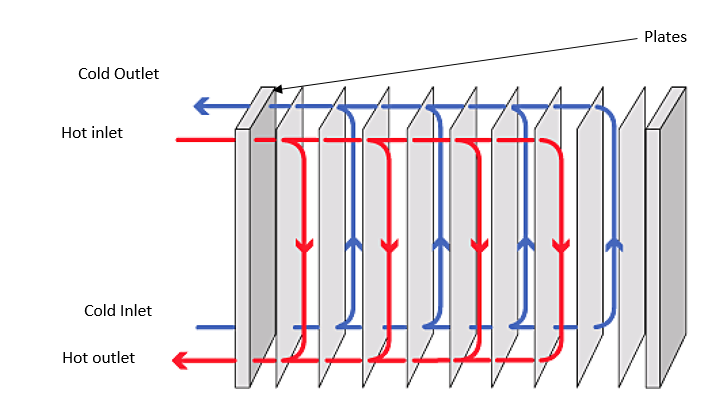 Plates
Cold Outlet
Hot inlet
Cold Inlet
Hot outlet